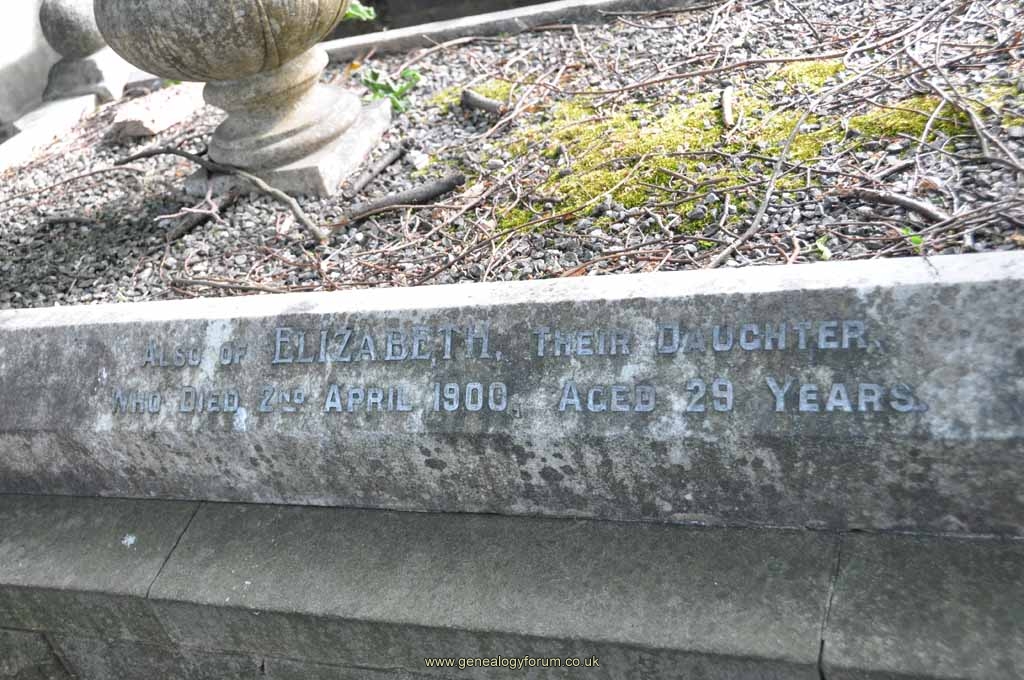 Also of ELIZABETH, Their Daughter,
Who Died 2nd April 1900, Aged 29 Years.
www.genealogyforum.co.uk